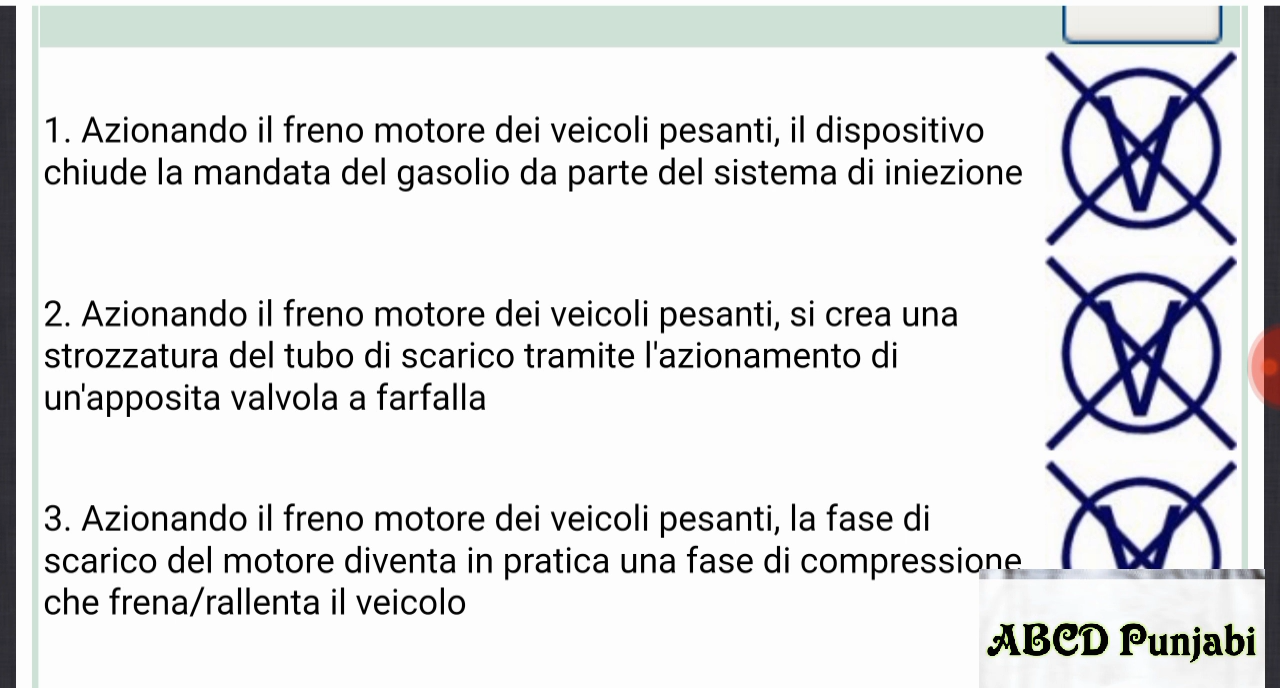 1. Azionando il freno motore dei veicoli pesanti, il dispositivo
chiude la mandata del gasolio da parte del sistema di iniezione
V
2. Azionando il freno motore dei veicoli pesanti, si crea una
strozzatura del tubo di scarico tramite l'azionamento di
un'apposita valvola a farfalla
V
3. Azionando il freno motore dei veicoli pesanti, la fase di
scarico del motore diventa in pratica una fase di compressione
che frena/rallenta il veicolo
V
ABCD Punjabi